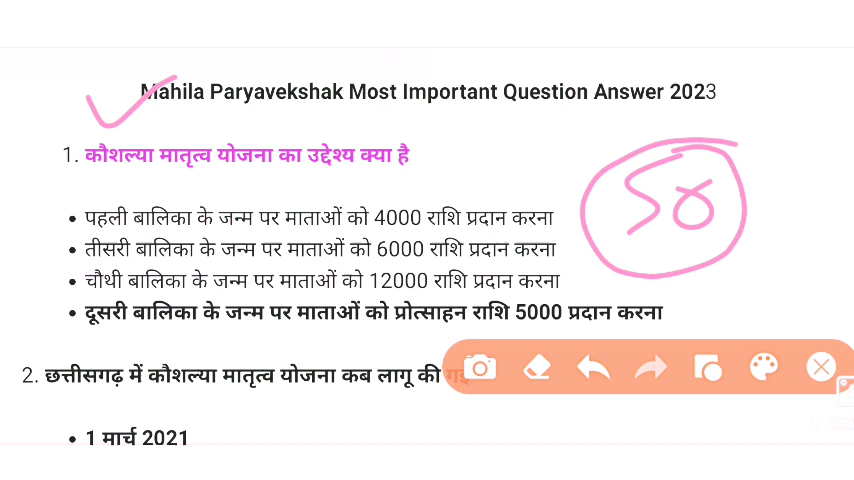 Mahila Paryavekshak Most Important Question Answer 2023
1. कौशल्या मातृत्व योजना का उद्देश्य क्या है
50
• पहली बालिका के जन्म पर माताओं को 4000 राशि प्रदान करना
• तीसरी बालिका के जन्म पर माताओं को 6000 राशि प्रदान करना
• चौथी बालिका के जन्म पर माताओं को 12000 राशि प्रदान करना
• दूसरी बालिका के जन्म पर माताओं को प्रोत्साहन राशि 5000 प्रदान करना
2. छत्तीसगढ़ में कौशल्या मातृत्व योजना कब लागू की गई
• 1 मार्च 2021